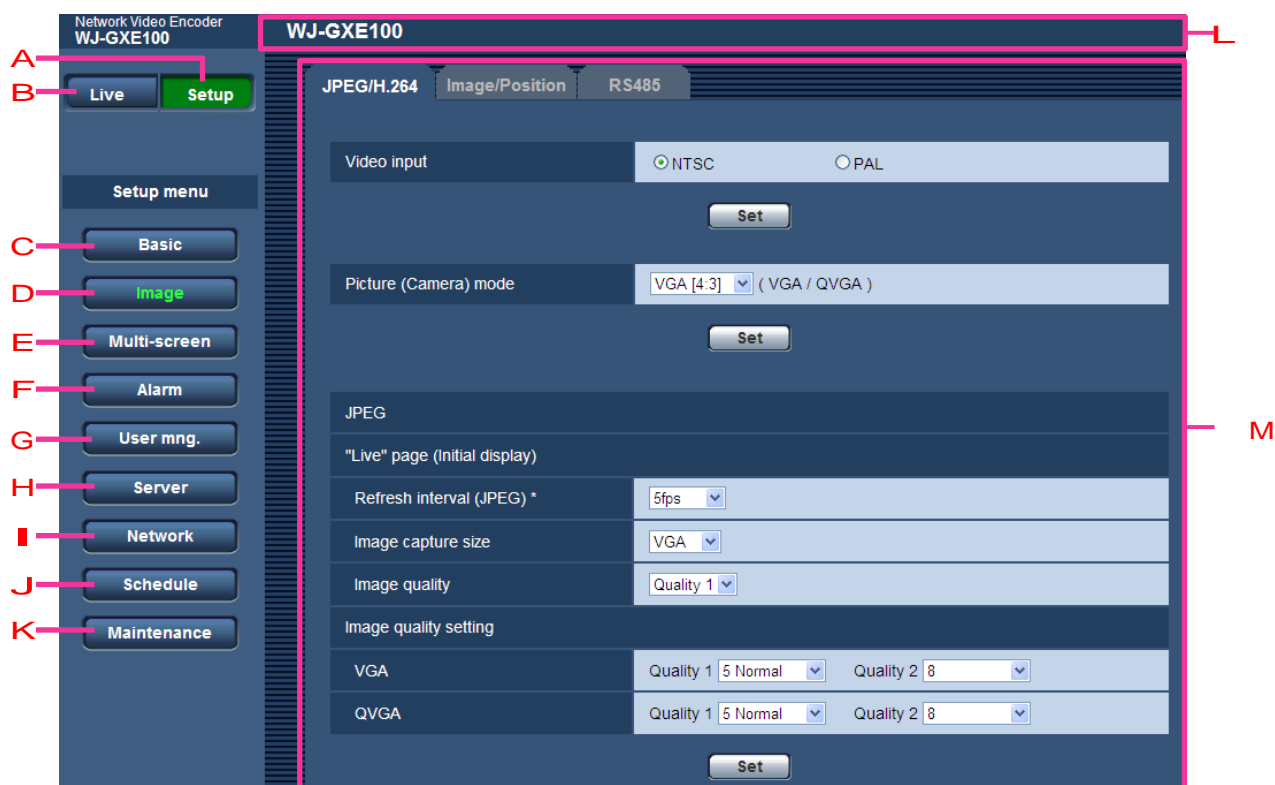 Network Video Encoder
WJ-GXE100
WJ-GXE100
L
A
B
Live
Setup
JPEG/H.264
Image/Position
RS485
Video input
NTSC
PAL
Set
Setup menu
C
Basic
D
Image
E
Multi-screen
F
Alarm
G
User mng.
H
Server
I
Network
J
Schedule
K
Maintenance
Picture (Camera) mode
VGA [4:3] ( VGA / QVGA )
Set
JPEG
"Live" page (Initial display)
Refresh interval (JPEG) *
5fps
Image capture size
VGA
Image quality
Quality 1
Image quality setting
VGA
Quality 1 5 Normal
Quality 2 8
QVGA
Quality 1 5 Normal
Quality 2 8
Set
M